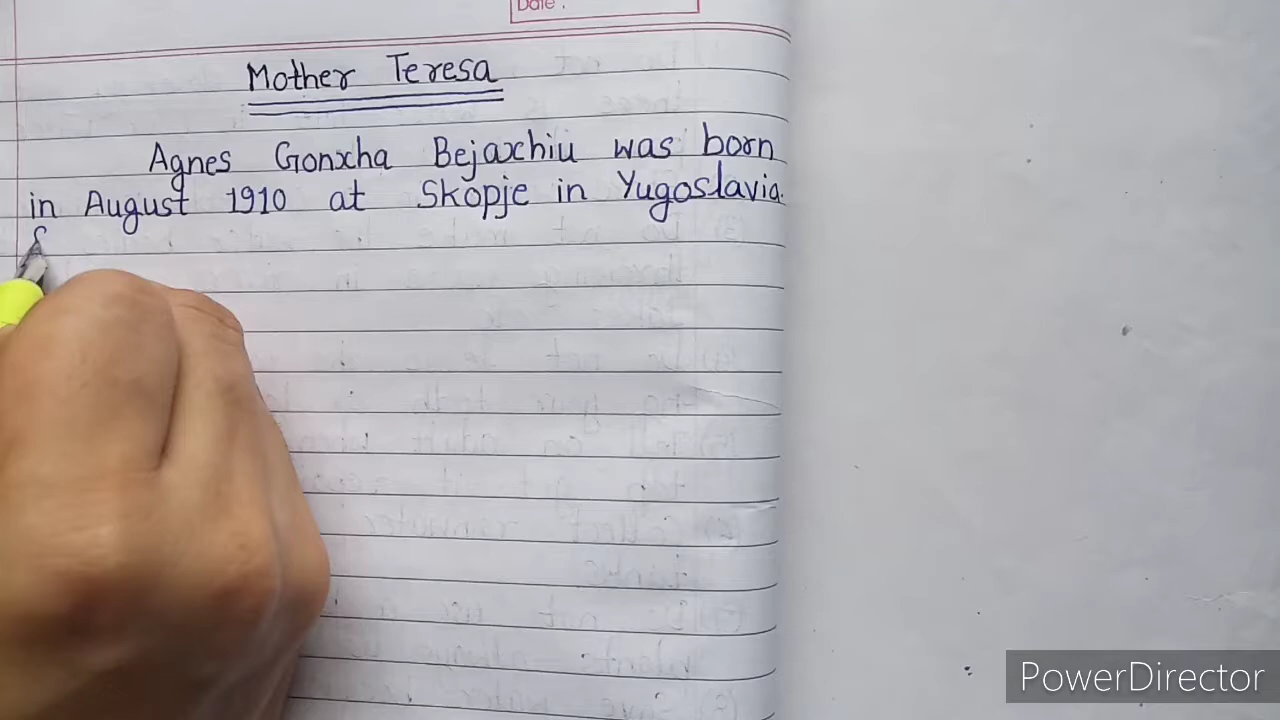 Date :
Mother Teresa
Agnes Gonxha Bejaxhiu was born
in August 1910 at Skopje in Yugoslavia.
S
PowerDirector